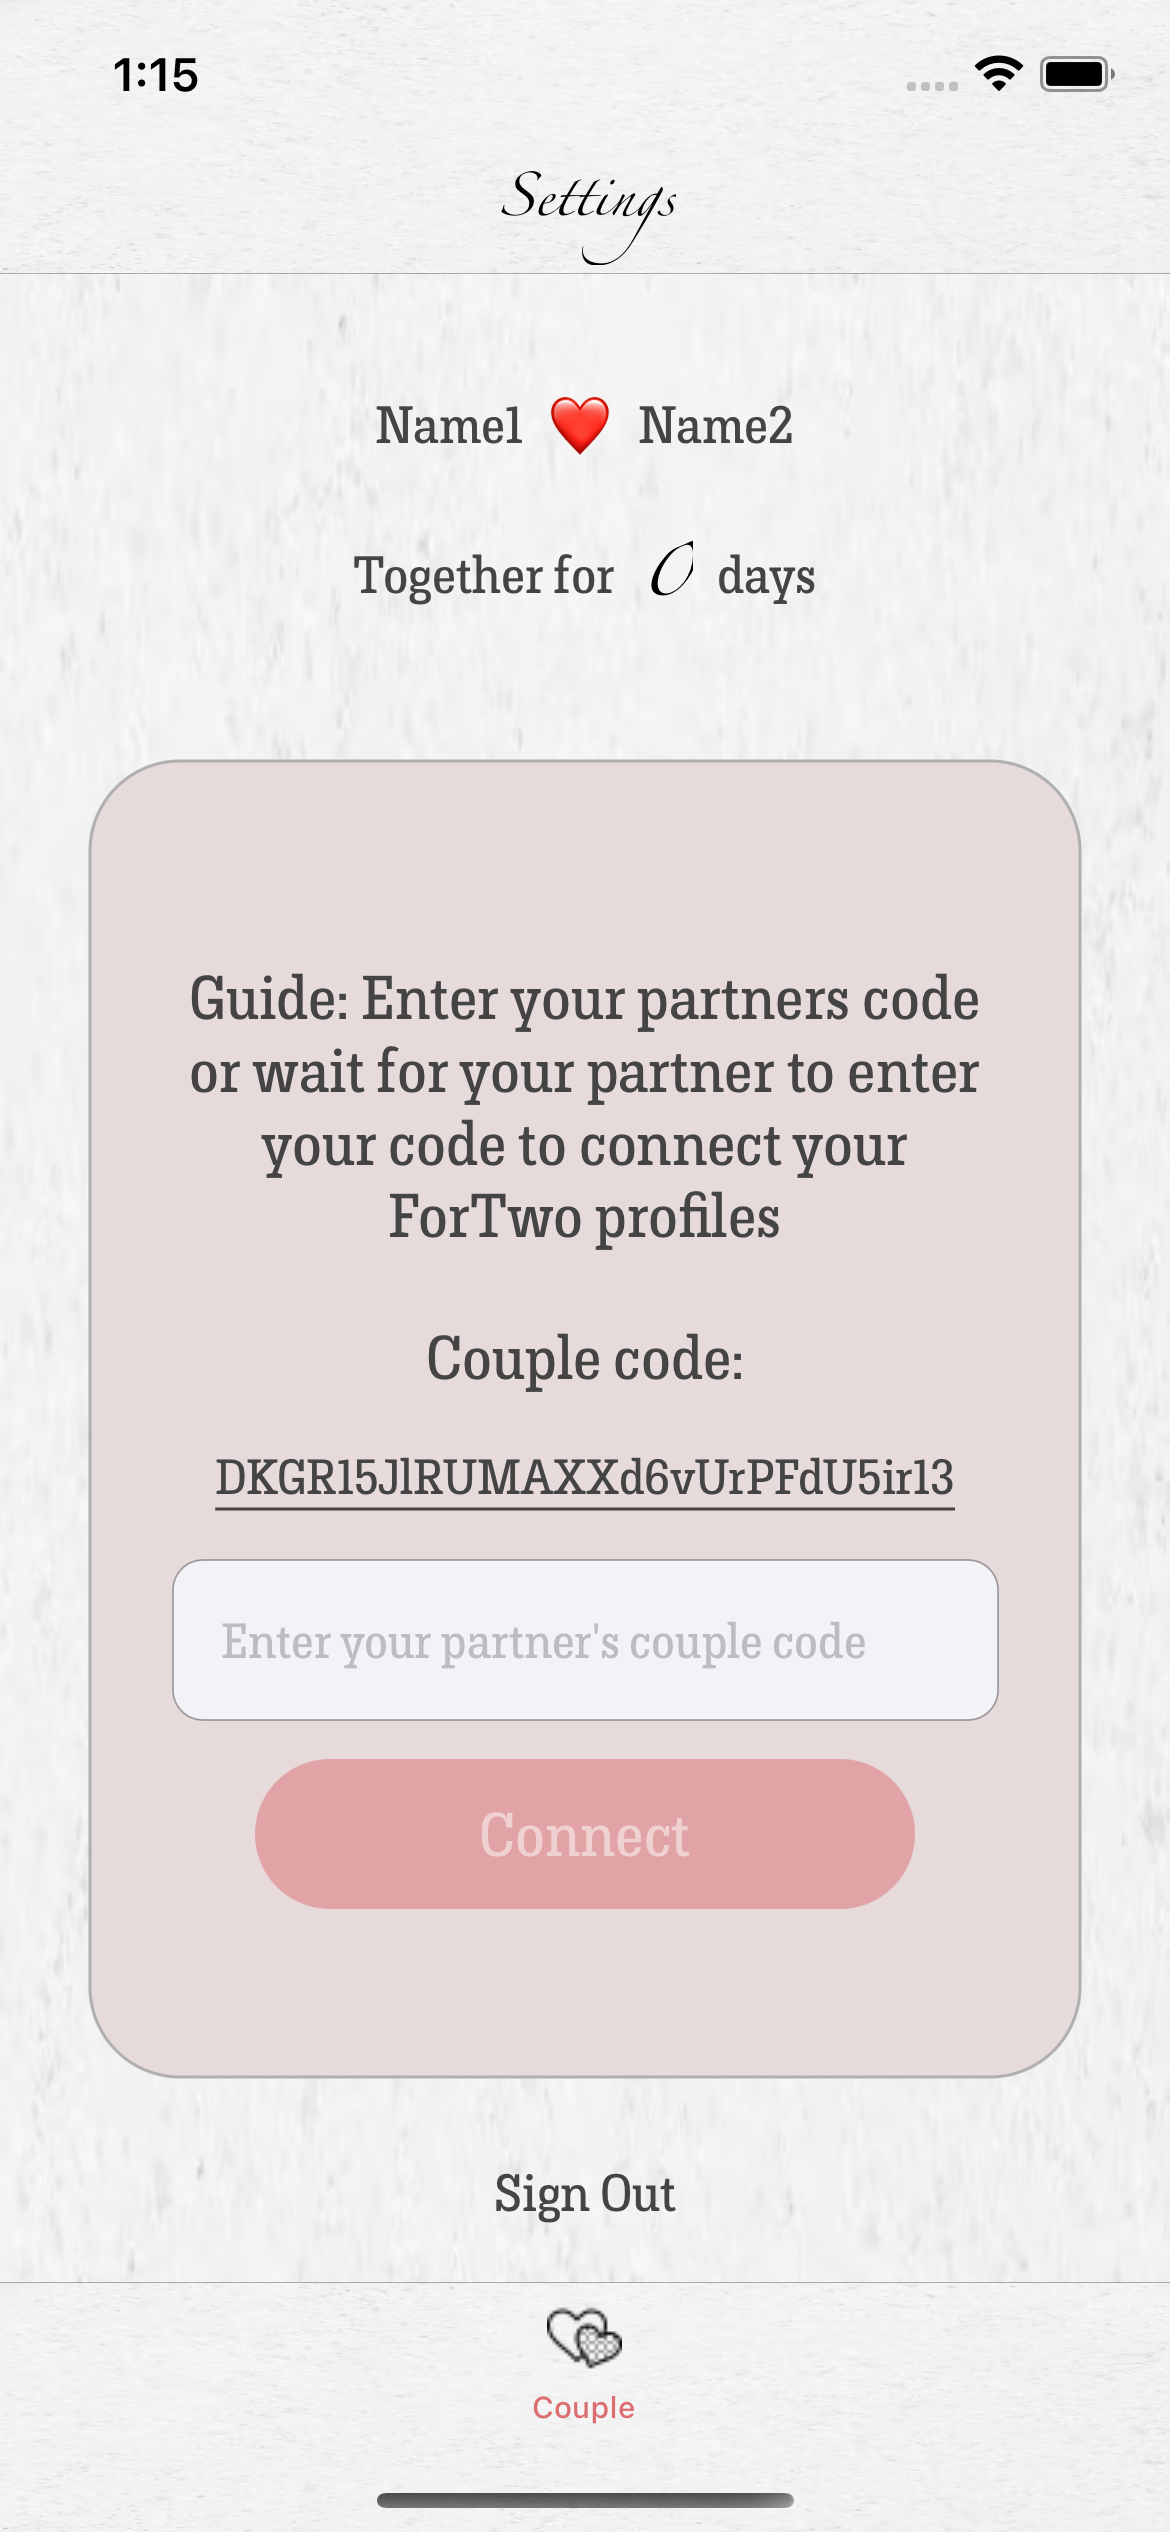 1:15
Settings
Name1 ❤️ Name2
Together for 0 days
Guide: Enter your partners code
or wait for your partner to enter
your code to connect your
ForTwo profiles
Couple code:
DKGR15JlRUMAXXd6vUrPFdU5ir13
Enter your partner's couple code
Connect
Sign Out
Couple